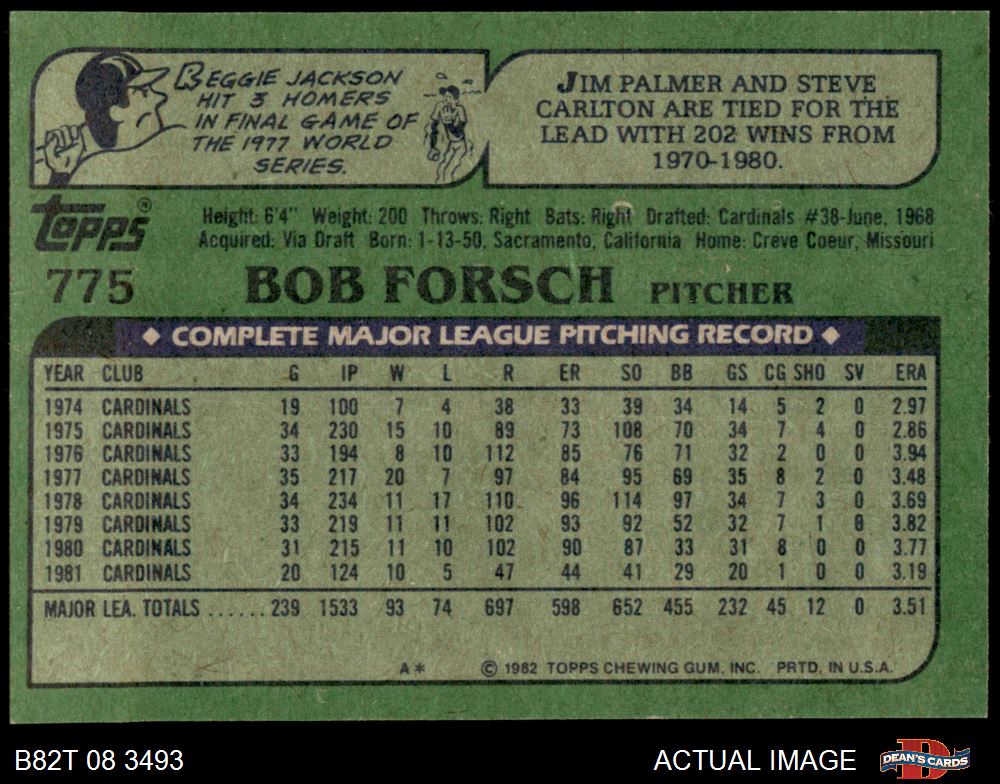 REGGIE JACKSON
HIT 3 HOMERS
IN FINAL GAME OF
THE 1977 WORLD
SERIES.
JIM PALMER AND STEVE
CARLTON ARE TIED FOR THE
LEAD WITH 202 WINS FROM
1970-1980.
topps®
Height: 6'4" Weight: 200 Throws: Right Bats: Right Drafted: Cardinals #38-June, 1968
Acquired: Via Draft Born: 1-13-50, Sacramento, California Home: Creve Coeur, Missouri
775 BOB FORSCH PITCHER
◆ COMPLETE MAJOR LEAGUE PITCHING RECORD ◆
YEAR CLUB G IP W L R ER SO BB GS CG SHO SV ERA
1974 CARDINALS 19 100 7 4 38 33 39 34 14 5 2 0 2.97
1975 CARDINALS 34 230 15 10 89 73 108 70 34 7 4 0 2.86
1976 CARDINALS 33 194 8 10 112 85 76 71 32 2 0 0 3.94
1977 CARDINALS 35 217 20 7 97 84 95 69 35 8 2 0 3.48
1978 CARDINALS 34 234 11 17 110 96 114 97 34 7 3 0 3.69
1979 CARDINALS 33 219 11 11 102 93 92 52 32 7 1 0 3.82
1980 CARDINALS 31 215 11 10 102 90 87 33 31 8 0 0 3.77
1981 CARDINALS 20 124 10 5 47 44 41 29 20 1 0 0 3.19
MAJOR LEA. TOTALS ...... 239 1533 93 74 697 598 652 455 232 45 12 0 3.51
A* © 1982 TOPPS CHEWING GUM, INC. PRTD. IN U.S.A.
B82T 08 3493 ACTUAL IMAGE D DEAN'S CARDS